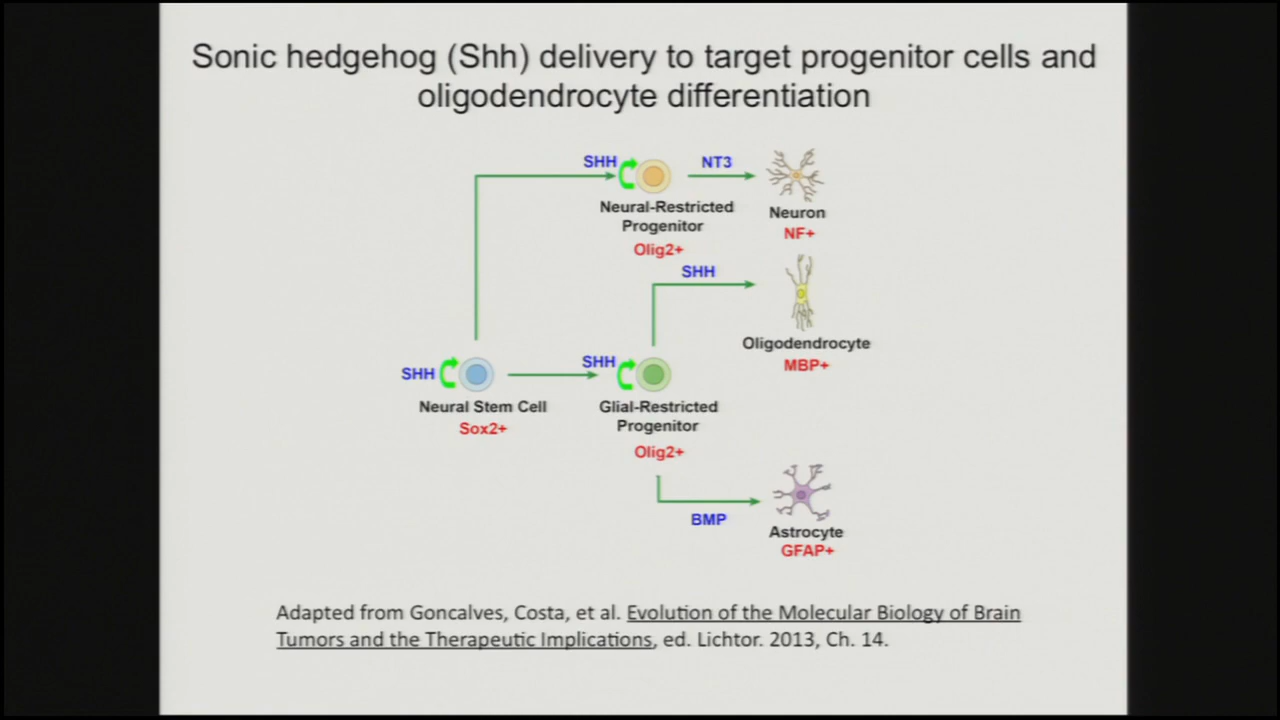 Sonic hedgehog (Shh) delivery to target progenitor cells and
oligodendrocyte differentiation
SHH
NT3
Neural-Restricted
Progenitor
Olig2+
Neuron
NF+
SHH
Oligodendrocyte
MBP+
SHH
SHH
Neural Stem Cell
Sox2+
Glial-Restricted
Progenitor
Olig2+
BMP
Astrocyte
GFAP+
Adapted from Goncalves, Costa, et al. Evolution of the Molecular Biology of Brain
Tumors and the Therapeutic Implications, ed. Lichtor. 2013, Ch. 14.